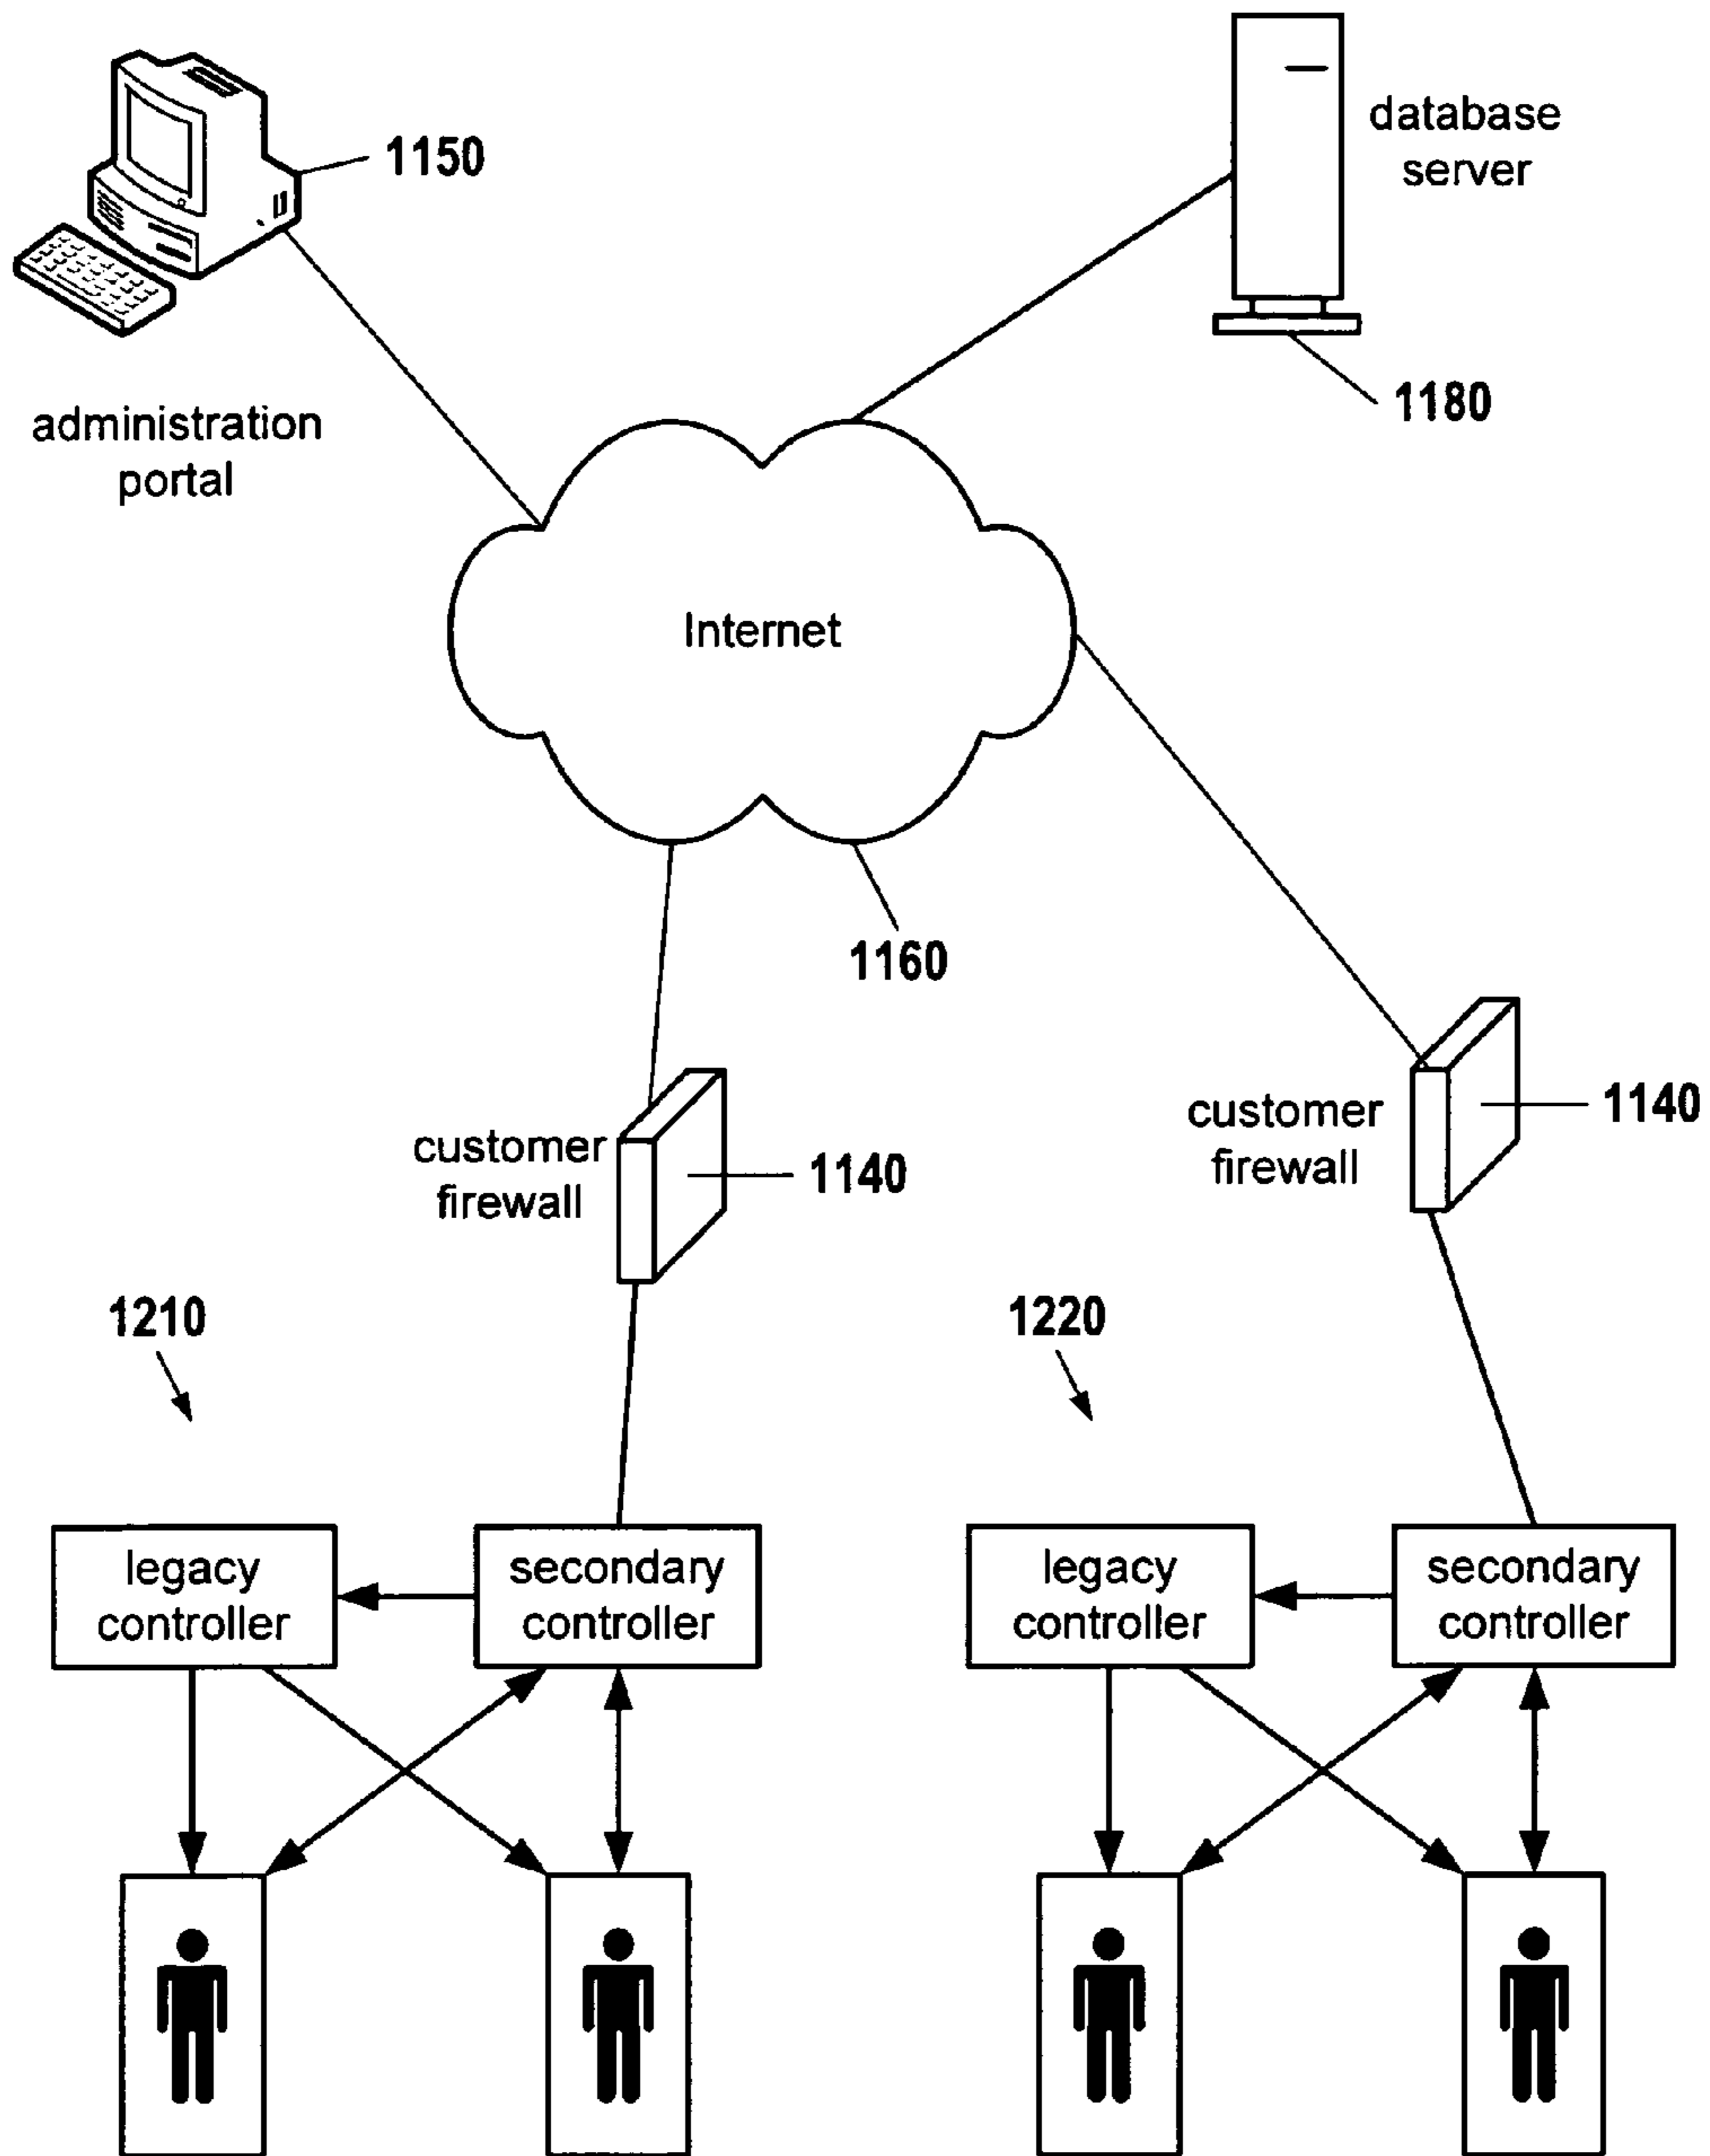 1150
database
server
administration
portal
1180
Internet
1160
customer
firewall
1140
customer
firewall
1140
1210
1220
legacy
controller
secondary
controller
legacy
controller
secondary
controller